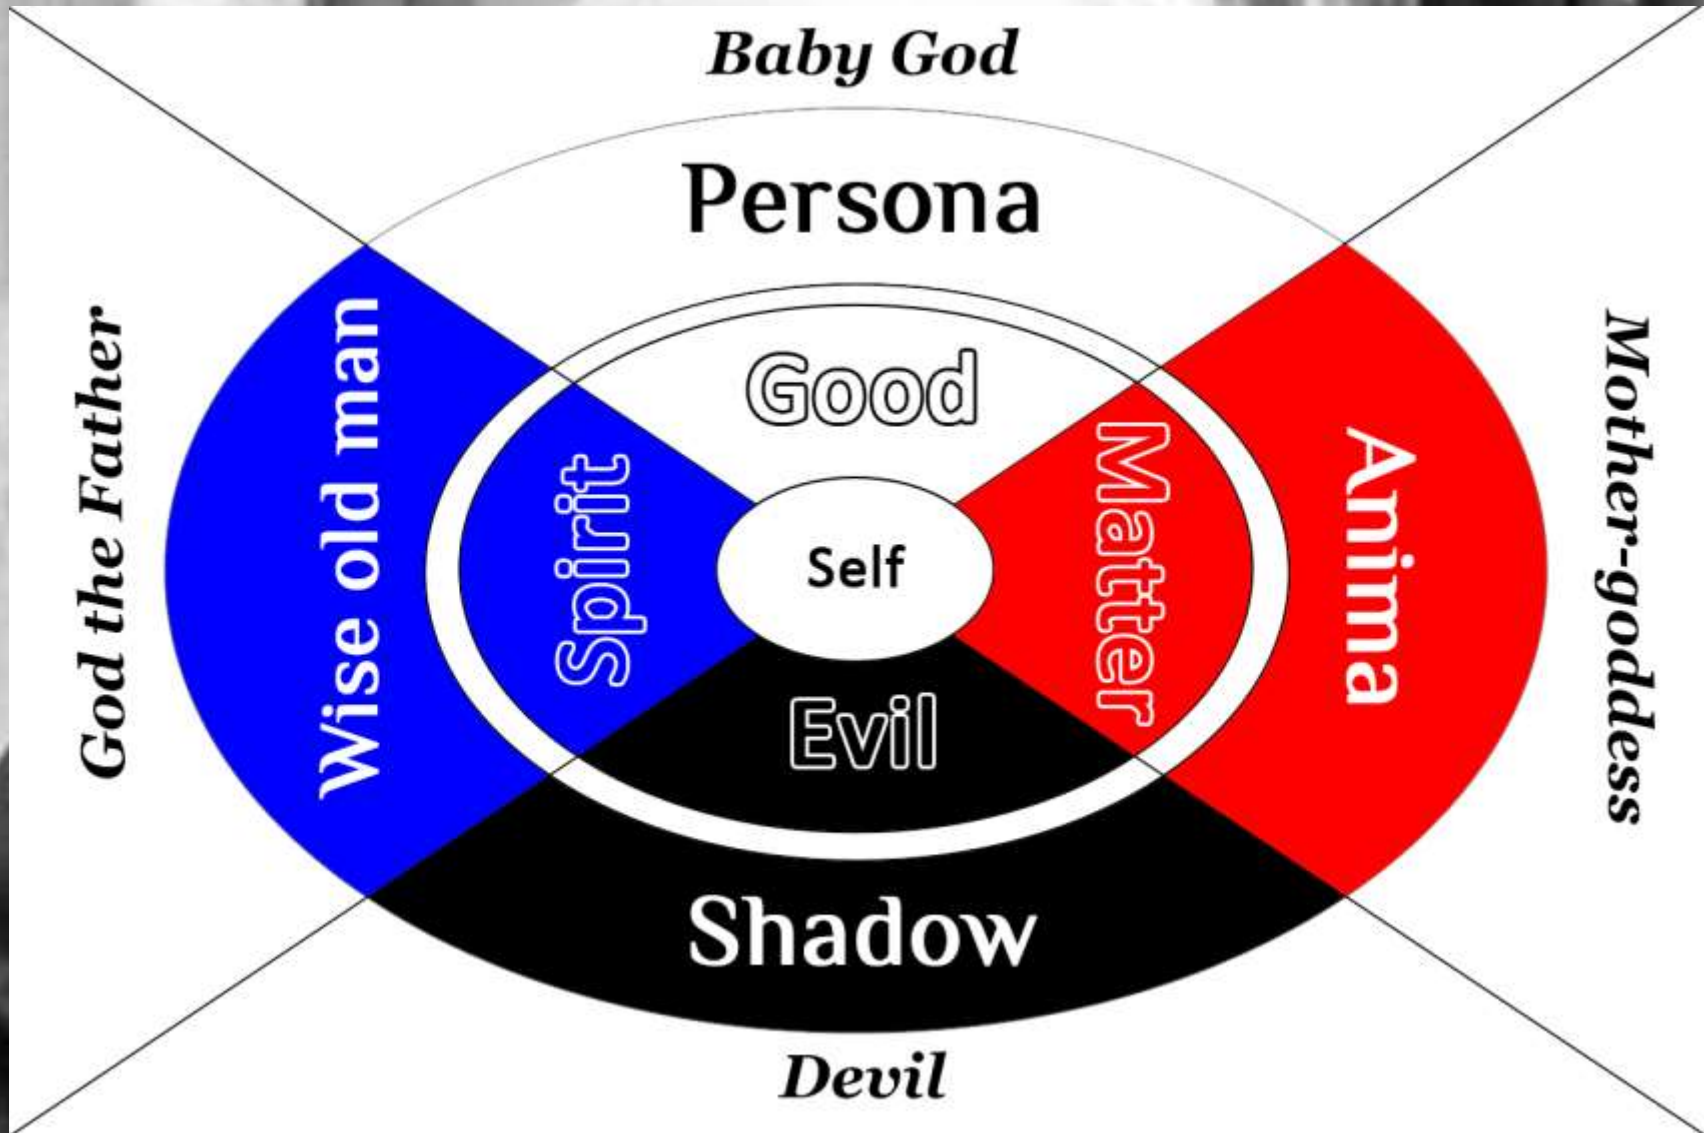 Baby God
Persona
Good
God the Father
Wise old man
Spirit
Self
Matter
Anima
Mother-goddess
Evil
Shadow
Devil